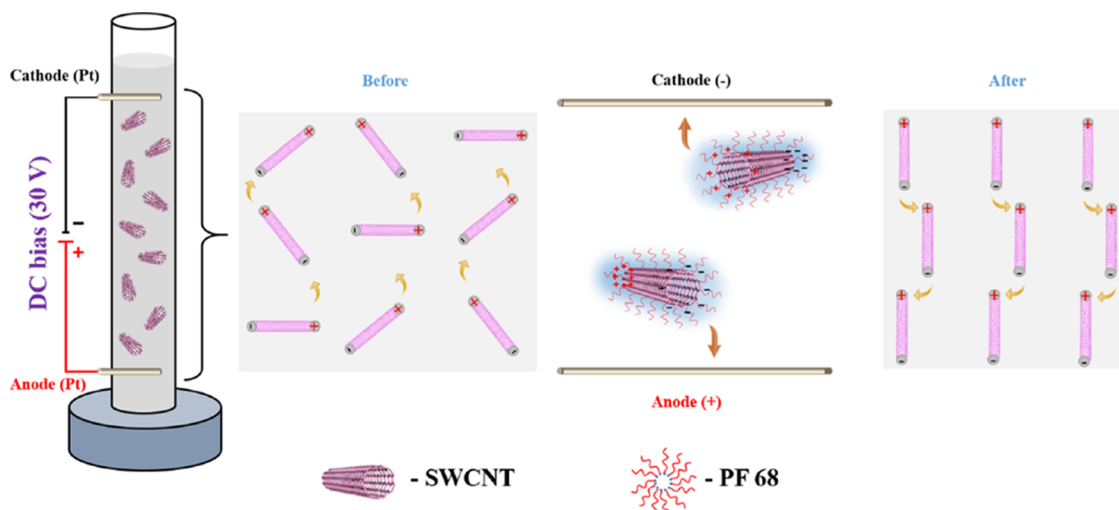 Cathode (Pt)
DC bias (30 V)
-
+
Anode (Pt)
Before
Cathode (-)
Anode (+)
After
- SWCNT
- PF 68